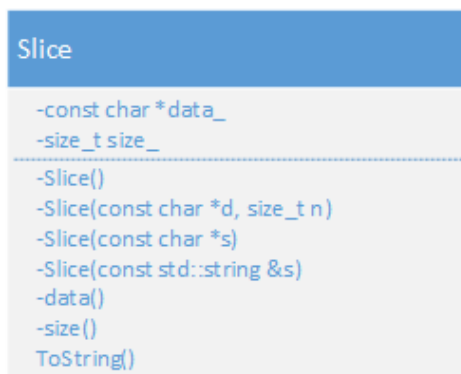 Slice
-const char *data_
-size_t size_
-Slice()
-Slice(const char *d, size_t n)
-Slice(const char *s)
-Slice(const std::string &s)
-data()
-size()
ToString()